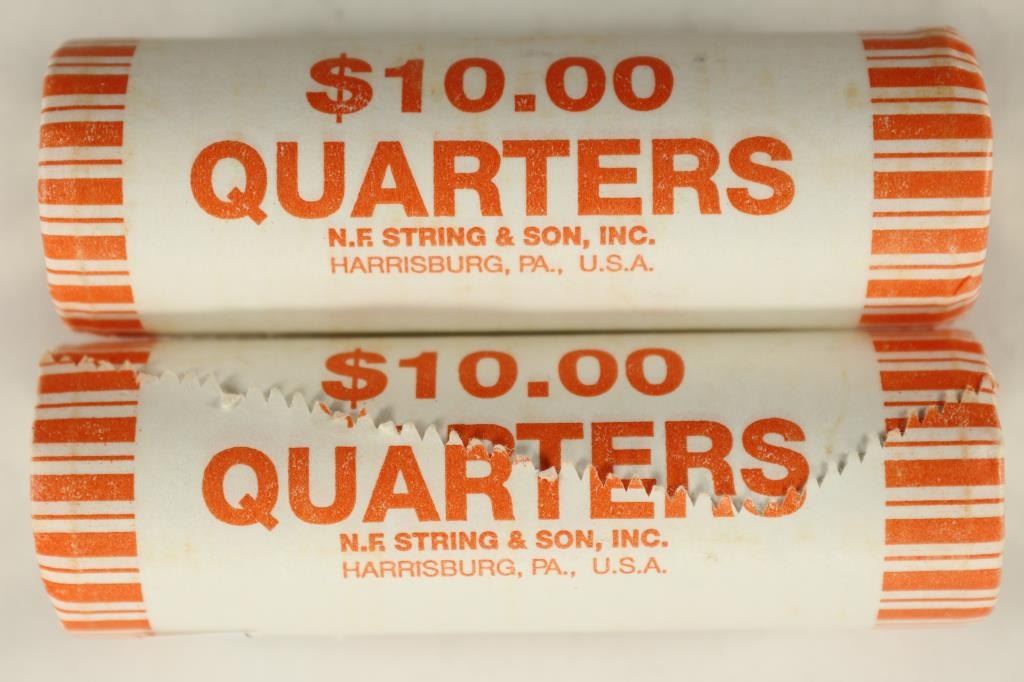 $10.00
QUARTERS
N.F. STRING & SON, INC.
HARRISBURG, PA., U.S.A.
$10.00
QUARTERS
N.F. STRING & SON, INC.
HARRISBURG, PA., U.S.A.